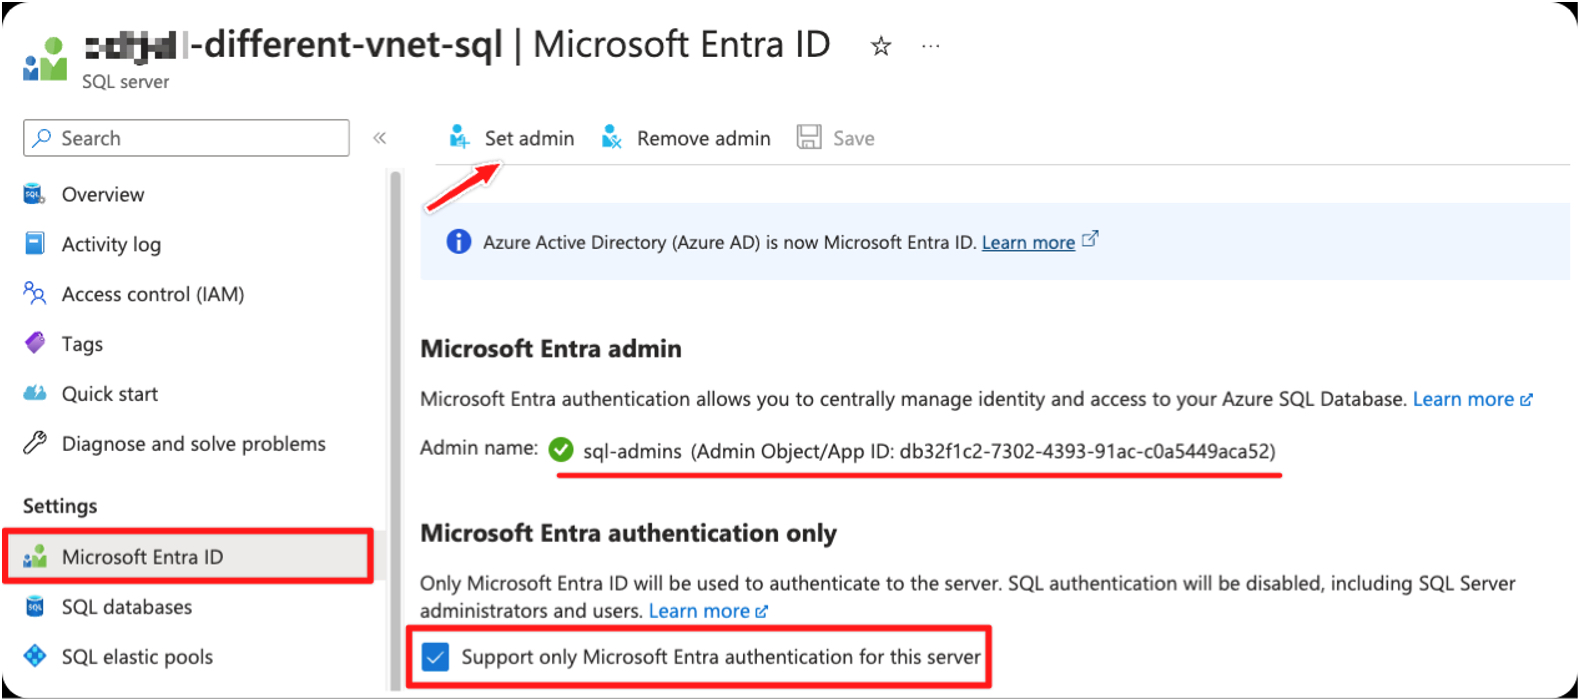 -different-vnet-sql | Microsoft Entra ID
SQL server
Search
Set admin
Remove admin
Save
Overview
Activity log
Access control (IAM)
Tags
Quick start
Diagnose and solve problems
Settings
Microsoft Entra ID
SQL databases
SQL elastic pools
Azure Active Directory (Azure AD) is now Microsoft Entra ID. Learn more
Microsoft Entra admin
Microsoft Entra authentication allows you to centrally manage identity and access to your Azure SQL Database. Learn more
Admin name: sql-admins (Admin Object/App ID: db32f1c2-7302-4393-91ac-c0a5449aca52)
Microsoft Entra authentication only
Only Microsoft Entra ID will be used to authenticate to the server. SQL authentication will be disabled, including SQL Server
administrators and users. Learn more
Support only Microsoft Entra authentication for this server